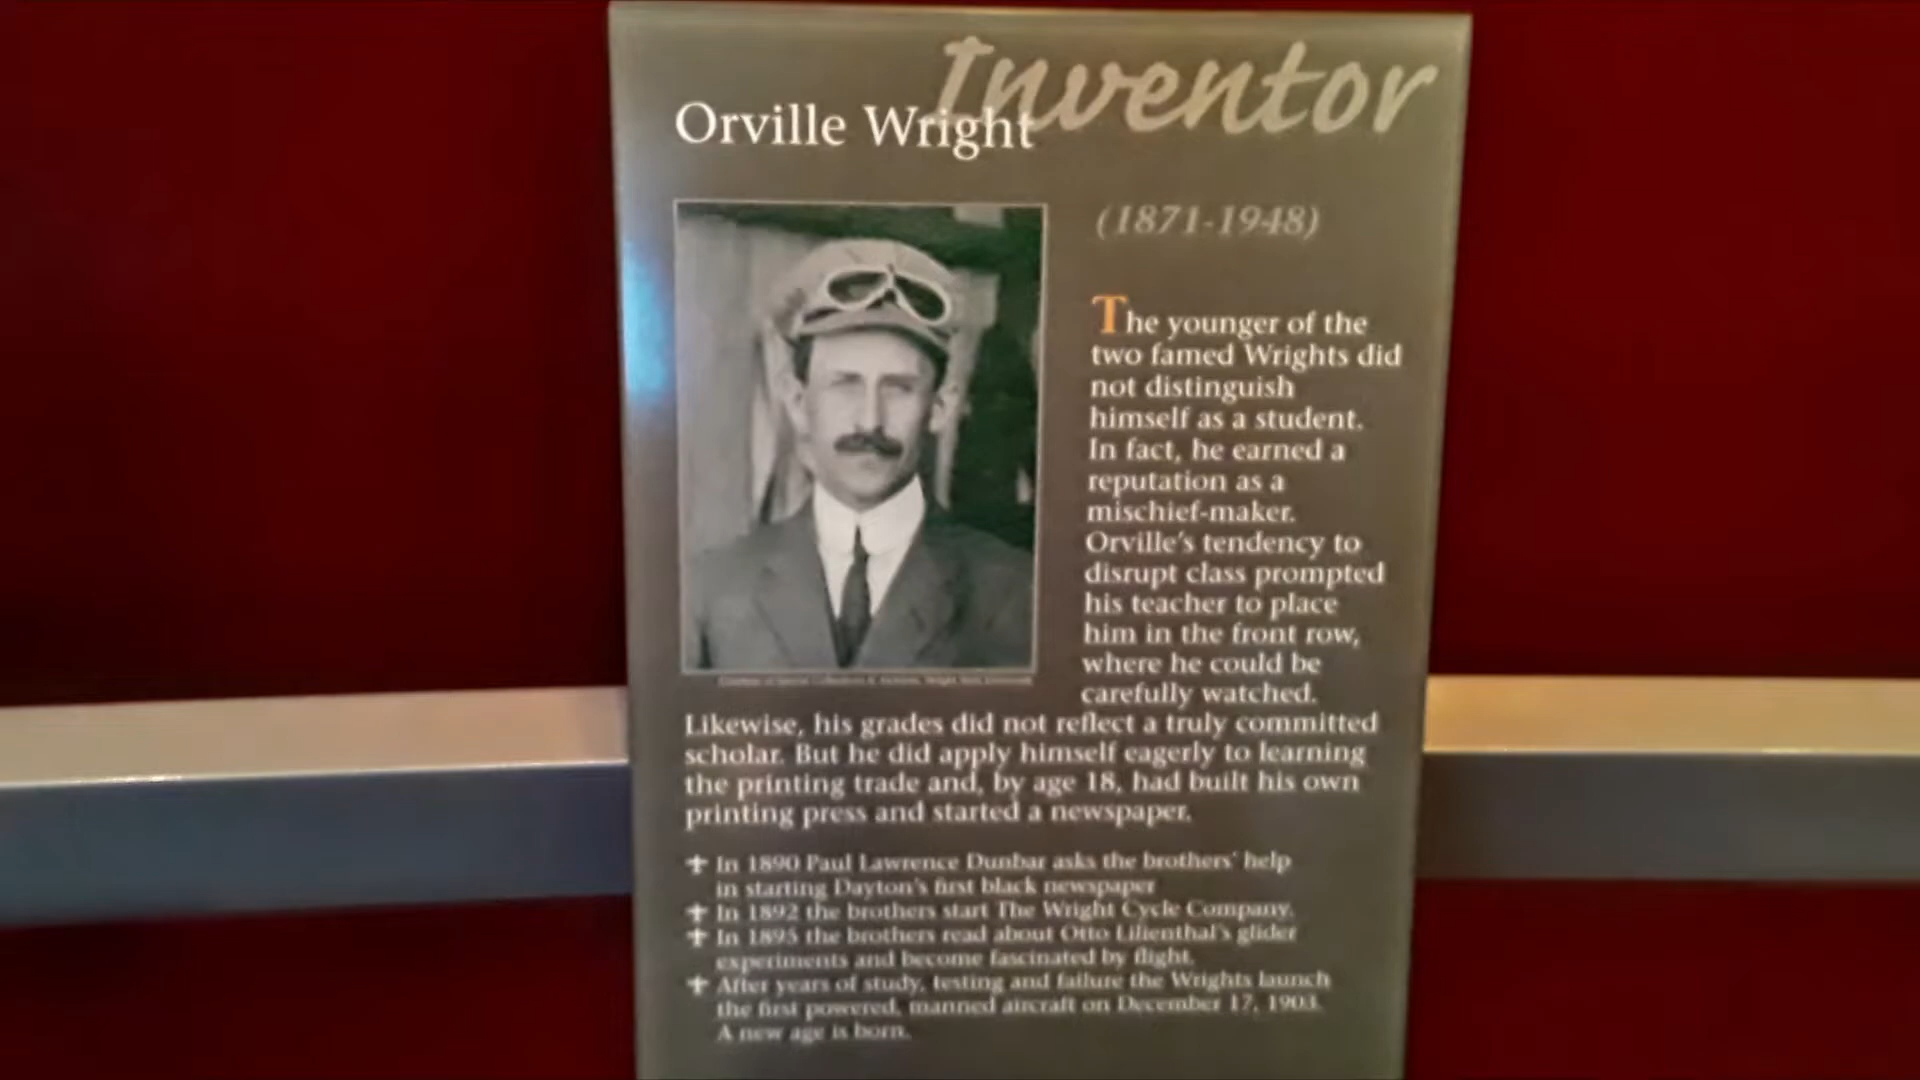 Inventor
Orville Wright
(1871-1948)
The younger of the
two famed Wrights did
not distinguish
himself as a student.
In fact, he earned a
reputation as a
mischief-maker.
Orville's tendency to
disrupt class prompted
his teacher to place
him in the front row,
where he could be
carefully watched.
Likewise, his grades did not reflect a truly committed
scholar. But he did apply himself eagerly to learning
the printing trade and, by age 18, had built his own
printing press and started a newspaper.
In 1890 Paul Lawrence Dunbar asks the brothers' help
in starting Dayton's first black newspaper
In 1892 the brothers start The Wright Cycle Company.
In 1895 the brothers read about Otto Lilienthal's glider
experiments and become fascinated by flight.
After years of study, testing and failure the Wrights launch
the first powered, manned aircraft on December 17, 1903.
A new age is born.